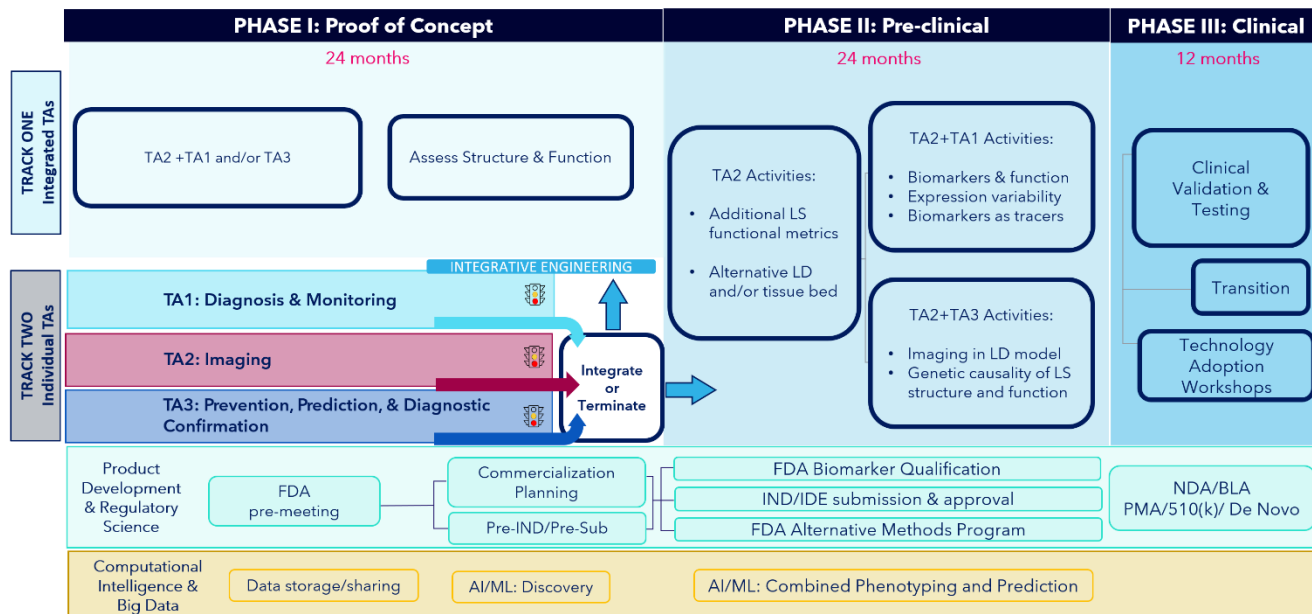 PHASE I: Proof of Concept
PHASE II: Pre-clinical
PHASE III: Clinical
24 months
24 months
12 months
TRACK ONE
Integrated TAs
TA2 +TA1 and/or TA3
Assess Structure & Function
TA2 Activities:
• Additional LS
functional metrics
• Alternative LD
and/or tissue bed
TA2+TA1 Activities:
• Biomarkers & function
• Expression variability
• Biomarkers as tracers
TA2+TA3 Activities:
• Imaging in LD model
• Genetic causality of LS
structure and function
Clinical
Validation &
Testing
Transition
Technology
Adoption
Workshops
INTEGRATIVE ENGINEERING
TRACK TWO
Individual TAs
TA1: Diagnosis & Monitoring
TA2: Imaging
TA3: Prevention, Prediction, & Diagnostic
Confirmation
Integrate
or
Terminate
Product
Development
& Regulatory
Science
FDA
pre-meeting
Commercialization
Planning
Pre-IND/Pre-Sub
FDA Biomarker Qualification
IND/IDE submission & approval
FDA Alternative Methods Program
NDA/BLA
PMA/510(k)/ De Novo
Computational
Intelligence &
Big Data
Data storage/sharing
AI/ML: Discovery
AI/ML: Combined Phenotyping and Prediction